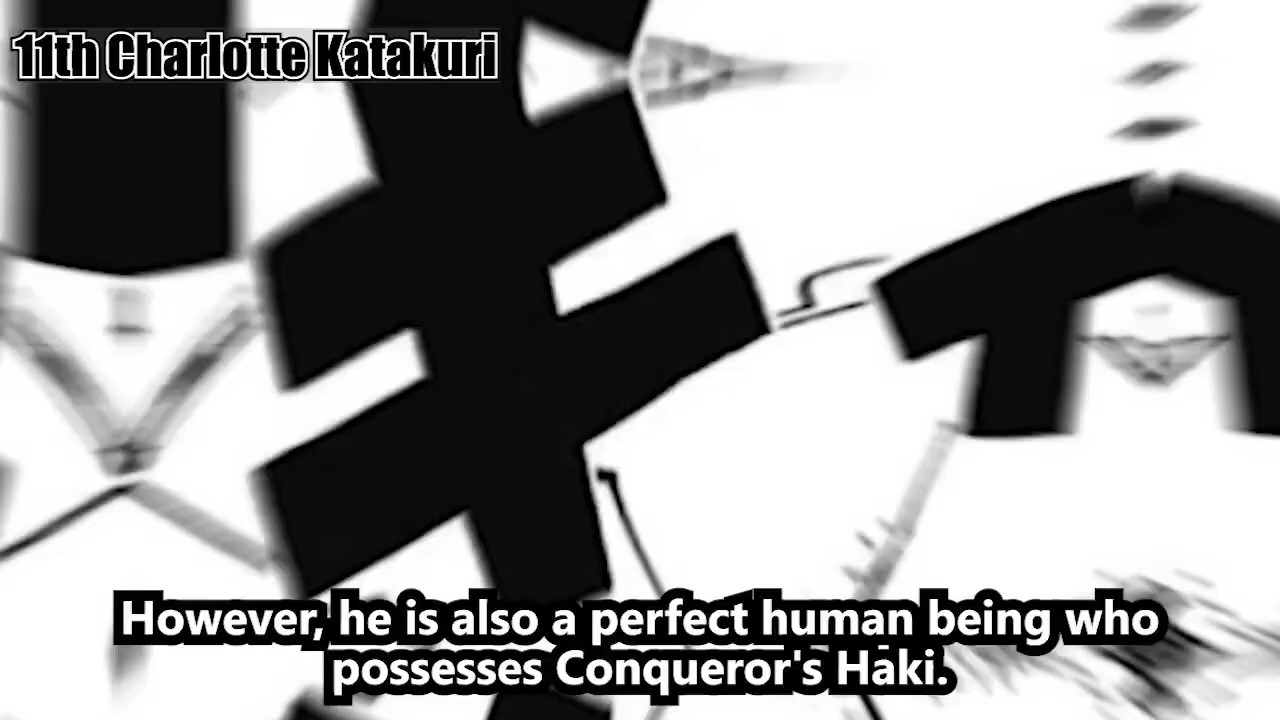 11th Charlotte Katakuri
However, he is also a perfect human being who
possesses Conqueror's Haki.